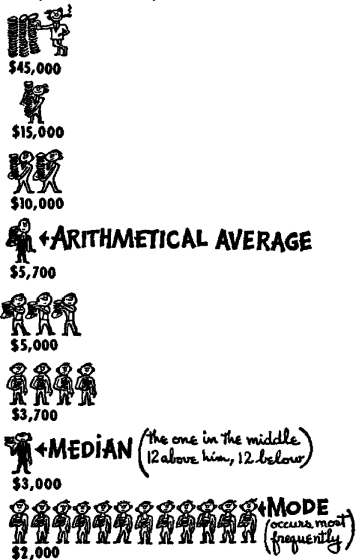 $45,000
$15,000
$10,000
ARITHMETICAL AVERAGE
$5,700
$5,000
$3,700
MEDIAN (the one in the middle
12 above him, 12 below)
$3,000
MODE
(occurs most
frequently)
$2,000